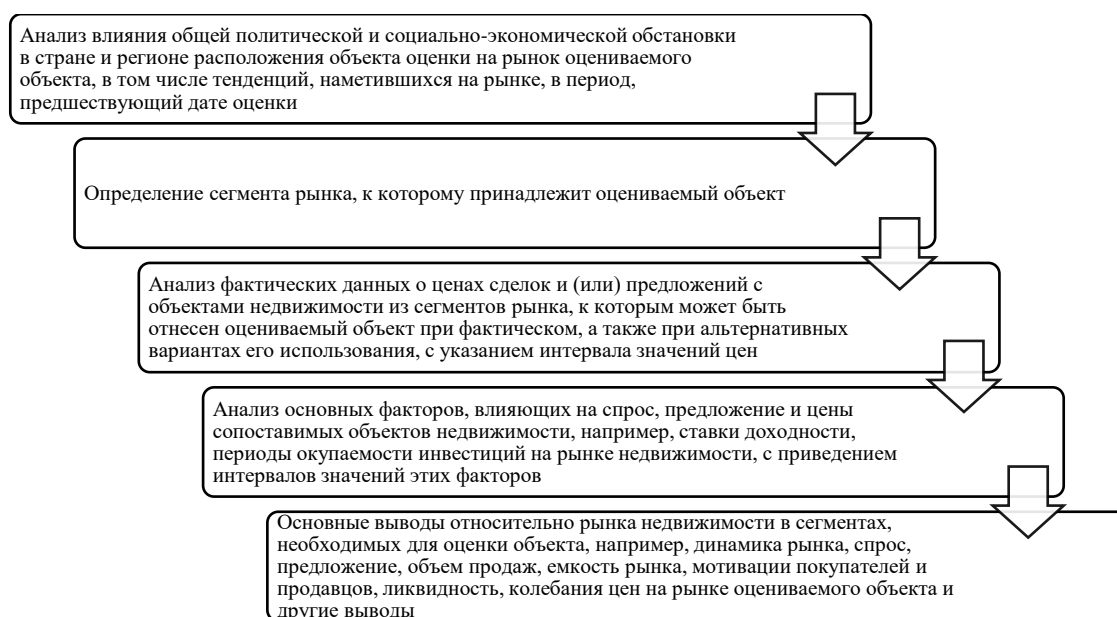 Анализ влияния общей политической и социально-экономической обстановки
в стране и регионе расположения объекта оценки на рынок оцениваемого
объекта, в том числе тенденций, наметившихся на рынке, в период,
предшествующий дате оценки
Определение сегмента рынка, к которому принадлежит оцениваемый объект
Анализ фактических данных о ценах сделок и (или) предложений с
объектами недвижимости из сегментов рынка, к которым может быть
отнесен оцениваемый объект при фактическом, а также при альтернативных
вариантах его использования, с указанием интервала значений цен
Анализ основных факторов, влияющих на спрос, предложение и цены
сопоставимых объектов недвижимости, например, ставки доходности,
периоды окупаемости инвестиций на рынке недвижимости, с приведением
интервалов значений этих факторов
Основные выводы относительно рынка недвижимости в сегментах,
необходимых для оценки объекта, например, динамика рынка, спрос,
предложение, объем продаж, емкость рынка, мотивации покупателей и
продавцов, ликвидность, колебания цен на рынке оцениваемого объекта и
другие выводы